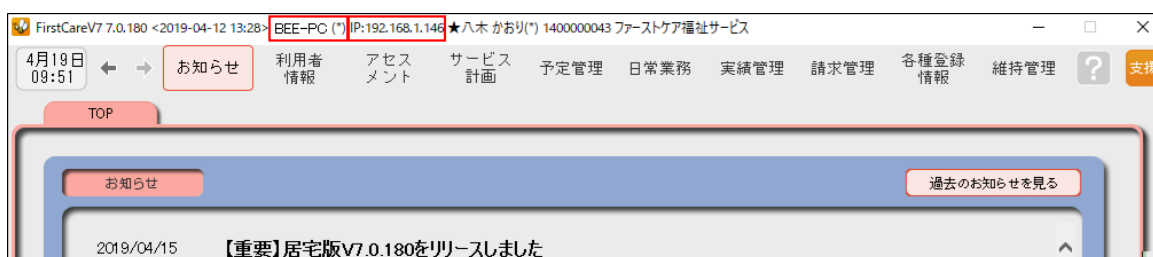 FirstCareV7 7.0.180 <2019-04-12 13:28> BEE-PC (*) IP:192.168.1.146 ★八木 かおり(*) 1400000043 ファーストケア福祉サービス
4月19日
09:51
お知らせ
利用者
情報
アセス
メント
サービス
計画
予定管理
日常業務
実績管理
請求管理
各種登録
情報
維持管理
?
支援
TOP
お知らせ
過去のお知らせを見る
2019/04/15 【重要】居宅版V7.0.180をリリースしました